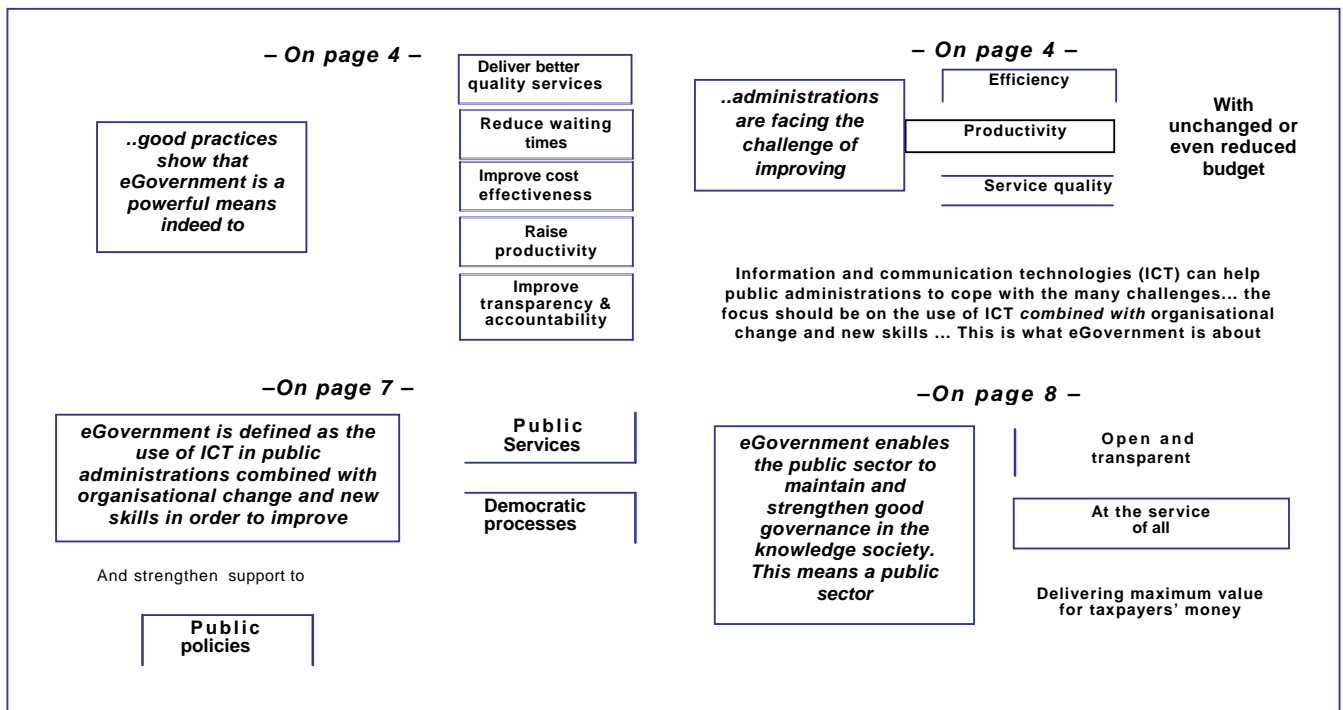 – On page 4 –
..good practices
show that
eGovernment is a
powerful means
indeed to
Deliver better
quality services
Reduce waiting
times
Improve cost
effectiveness
Raise
productivity
Improve
transparency &
accountability
– On page 4 –
..administrations
are facing the
challenge of
improving
Efficiency
Productivity
Service quality
With
unchanged or
even reduced
budget
Information and communication technologies (ICT) can help
public administrations to cope with the many challenges... the
focus should be on the use of ICT combined with organisational
change and new skills ... This is what eGovernment is about
–On page 7 –
eGovernment is defined as the
use of ICT in public
administrations combined with
organisational change and new
skills in order to improve
Public
Services
Democratic
processes
And strengthen support to
Public
policies
–On page 8 –
eGovernment enables
the public sector to
maintain and
strengthen good
governance in the
knowledge society.
This means a public
sector
Open and
transparent
At the service
of all
Delivering maximum value
for taxpayers’ money